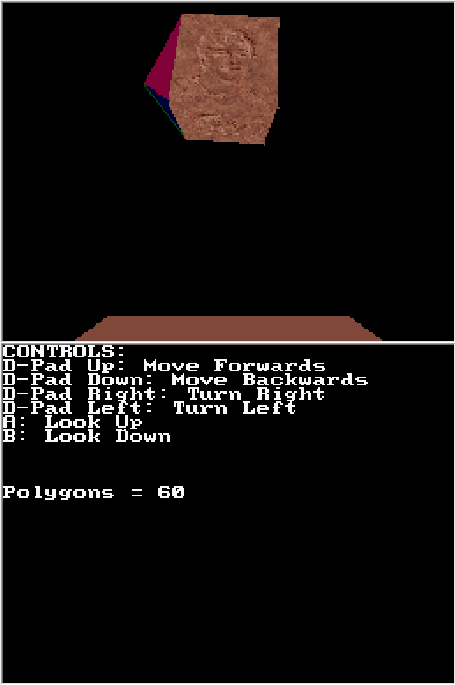 CONTROLS:
D-Pad Up: Move Forwards
D-Pad Down: Move Backwards
D-Pad Right: Turn Right
D-Pad Left: Turn Left
A: Look Up
B: Look Down
Polygons = 60